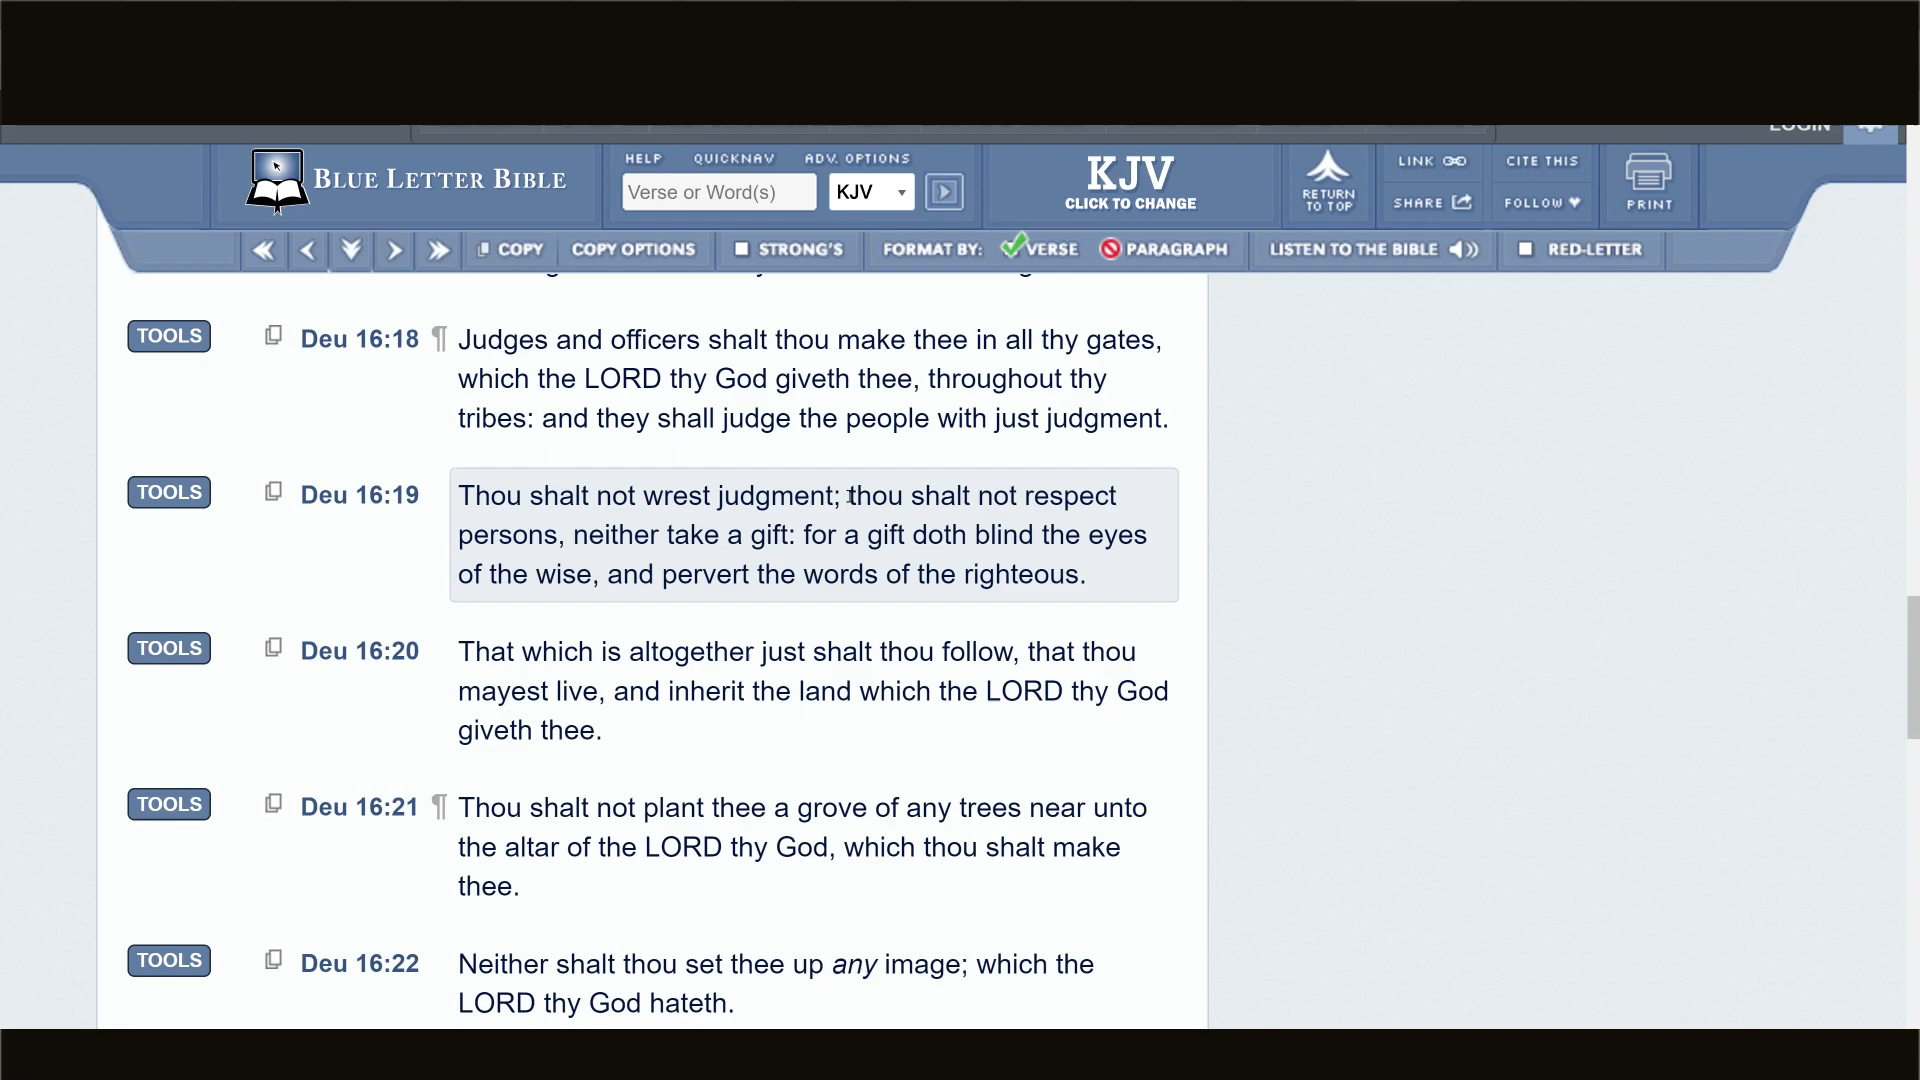 LOGIN
HELP QUICKNAV ADV. OPTIONS
BLUE LETTER BIBLE
Verse or Word(s) KJV
KJV
CLICK TO CHANGE
RETURN
TO TOP
LINK CITE THIS
SHARE FOLLOW
PRINT
COPY COPY OPTIONS STRONG'S FORMAT BY: VERSE PARAGRAPH LISTEN TO THE BIBLE RED-LETTER
TOOLS Deu 16:18 ¶ Judges and officers shalt thou make thee in all thy gates,
which the LORD thy God giveth thee, throughout thy
tribes: and they shall judge the people with just judgment.
TOOLS Deu 16:19 Thou shalt not wrest judgment; thou shalt not respect
persons, neither take a gift: for a gift doth blind the eyes
of the wise, and pervert the words of the righteous.
TOOLS Deu 16:20 That which is altogether just shalt thou follow, that thou
mayest live, and inherit the land which the LORD thy God
giveth thee.
TOOLS Deu 16:21 ¶ Thou shalt not plant thee a grove of any trees near unto
the altar of the LORD thy God, which thou shalt make
thee.
TOOLS Deu 16:22 Neither shalt thou set thee up any image; which the
LORD thy God hateth.